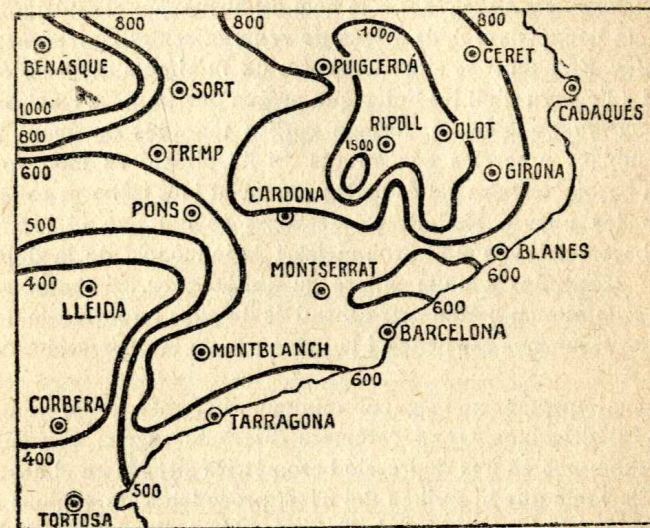 800
800
1000
800
BENASQUE
PUIGCERDÁ
CERET
SORT
CADAQUÉS
1000
800
RIPOLL
OLOT
1500
TREMP
600
GIRONA
CARDONA
PONS
500
BLANES
400
MONTSERRAT
600
LLEIDA
600
BARCELONA
MONTBLANCH
600
CORBERA
TARRAGONA
400
500
TORTOSA